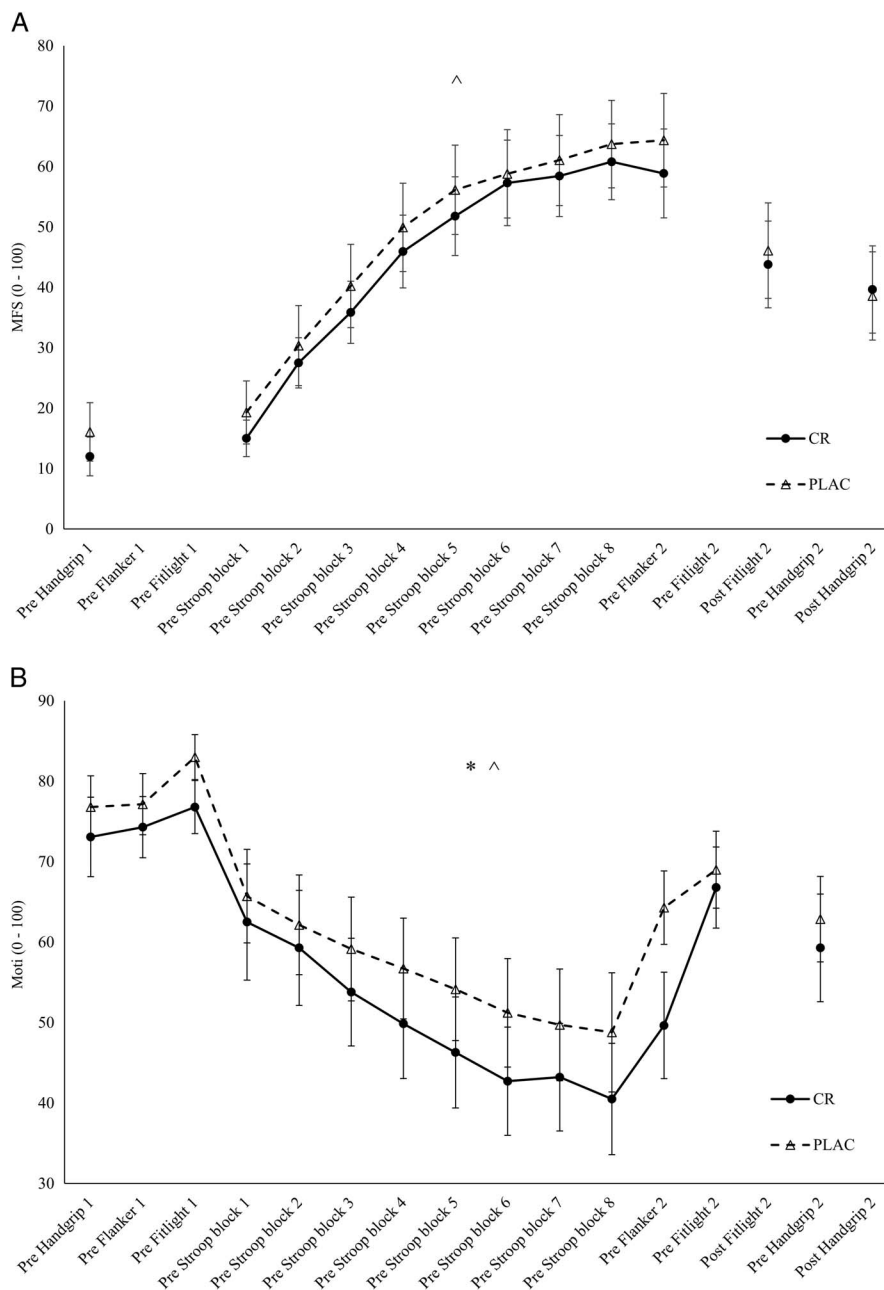 A
80
70
60
50
40
30
20
10
0
MFS (0 - 100)
^
CR
PLAC
Pre Handgrip 1
Pre Flanker 1
Pre Fitlight 1
Pre Stroop block 1
Pre Stroop block 2
Pre Stroop block 3
Pre Stroop block 4
Pre Stroop block 5
Pre Stroop block 6
Pre Stroop block 7
Pre Stroop block 8
Pre Flanker 2
Pre Fitlight 2
Post Fitlight 2
Pre Handgrip 2
Post Handgrip 2
B
90
80
70
60
50
40
30
Moti (0 - 100)
* ^
CR
PLAC
Pre Handgrip 1
Pre Flanker 1
Pre Fitlight 1
Pre Stroop block 1
Pre Stroop block 2
Pre Stroop block 3
Pre Stroop block 4
Pre Stroop block 5
Pre Stroop block 6
Pre Stroop block 7
Pre Stroop block 8
Pre Flanker 2
Pre Fitlight 2
Post Fitlight 2
Pre Handgrip 2
Post Handgrip 2